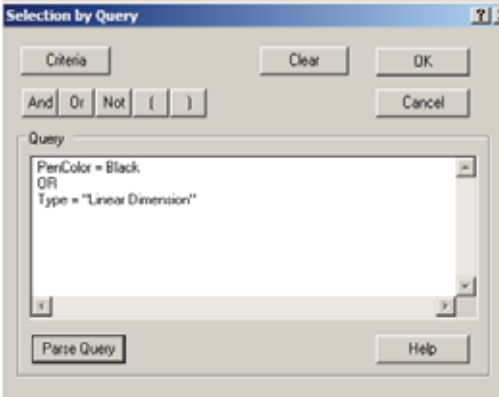 Selection by Query
Criteria Clear OK
And Or Not ( ) Cancel
Query
PenColor = Black
OR
Type = "Linear Dimension"
Parse Query Help